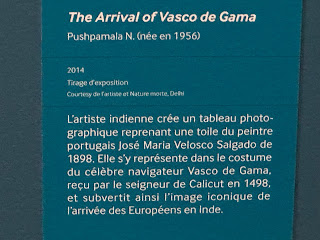 The Arrival of Vasco de Gama
Pushpamala N. (née en 1956)
2014
Tirage d'exposition
Courtesy de l'artiste et Nature morte, Delhi
L'artiste indienne crée un tableau photo-
graphique reprenant une toile du peintre
portugais José Maria Velosco Salgado de
1898. Elle s'y représente dans le costume
du célèbre navigateur Vasco de Gama,
reçu par le seigneur de Calicut en 1498,
et subvertit ainsi l'image iconique de
l'arrivée des Européens en Inde.